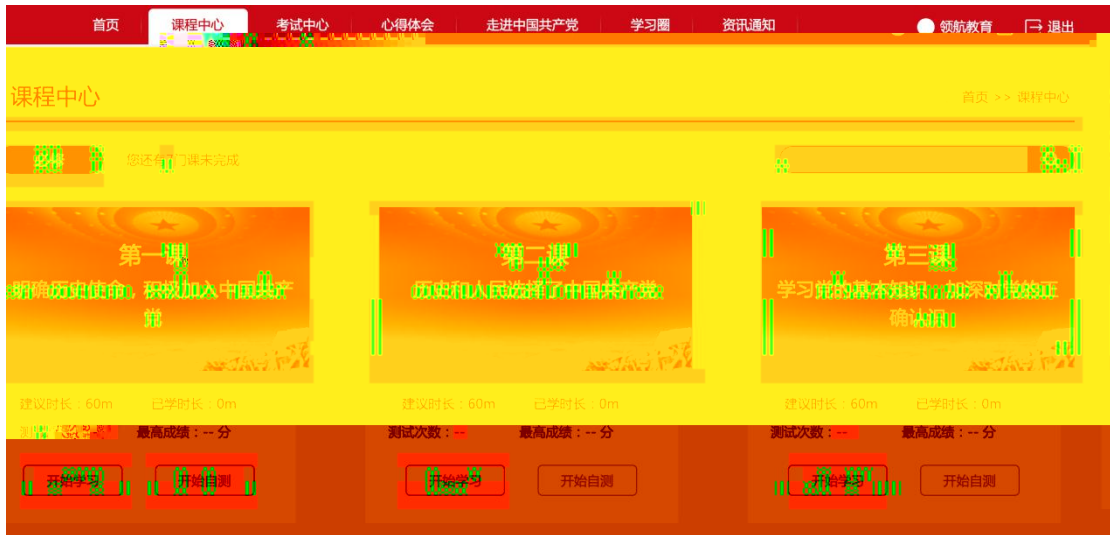 首页 课程中心 考试中心 心得体会 走进中国共产党 学习圈 资讯通知 领航教育 退出
课程中心 首页 >> 课程中心
您还有 门课未完成
第一课 第二课 第三课
明确历史使命，积极加入中国共产 历史和人民选择了中国共产党 学习党的基本知识，加深对党的正
党 确认识
建议时长：60m 已学时长：0m 建议时长：60m 已学时长：0m 建议时长：60m 已学时长：0m
最高成绩：-- 分 测试次数：-- 最高成绩：-- 分 测试次数：-- 最高成绩：-- 分
开始学习 开始自测 开始学习 开始自测 开始学习 开始自测